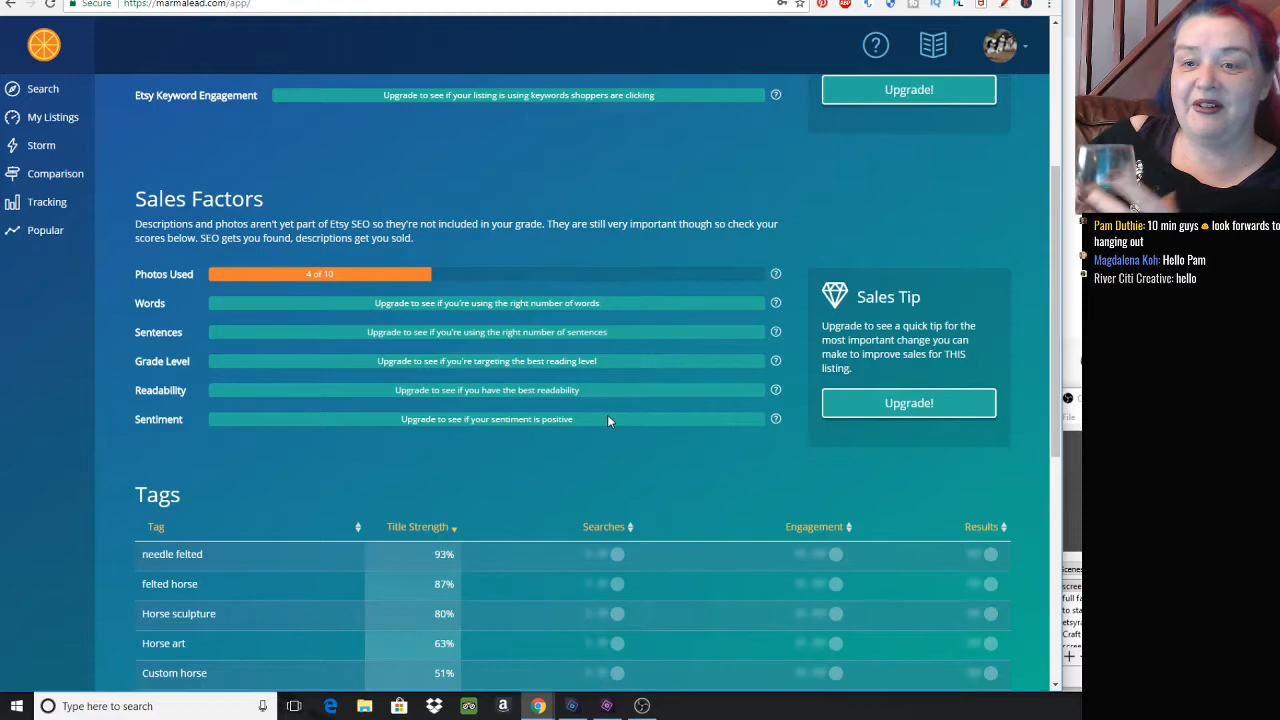 Secure
https://marmalead.com/app/
Search
My Listings
Storm
Comparison
Tracking
Popular
Etsy Keyword Engagement
Upgrade to see if your listing is using keywords shoppers are clicking
Upgrade!
Sales Factors
Descriptions and photos aren't yet part of Etsy SEO so they're not included in your grade. They are still very important though so check your
scores below. SEO gets you found, descriptions get you sold.
Photos Used
4 of 10
Words
Upgrade to see if you're using the right number of words
Sentences
Upgrade to see if you're using the right number of sentences
Grade Level
Upgrade to see if you're targeting the best reading level
Readability
Upgrade to see if you have the best readability
Sentiment
Upgrade to see if your sentiment is positive
Sales Tip
Upgrade to see a quick tip for the
most important change you can
make to improve sales for THIS
listing.
Upgrade!
Tags
Tag Title Strength Searches Engagement Results
needle felted 93%
felted horse 87%
Horse sculpture 80%
Horse art 63%
Custom horse 51%
Pam Duthie: 10 min guys look forwards to
hanging out
Magdalena Koh: Hello Pam
River Citi Creative: hello
File
full fa
to sta
etsyra
Craft
scree
Type here to search